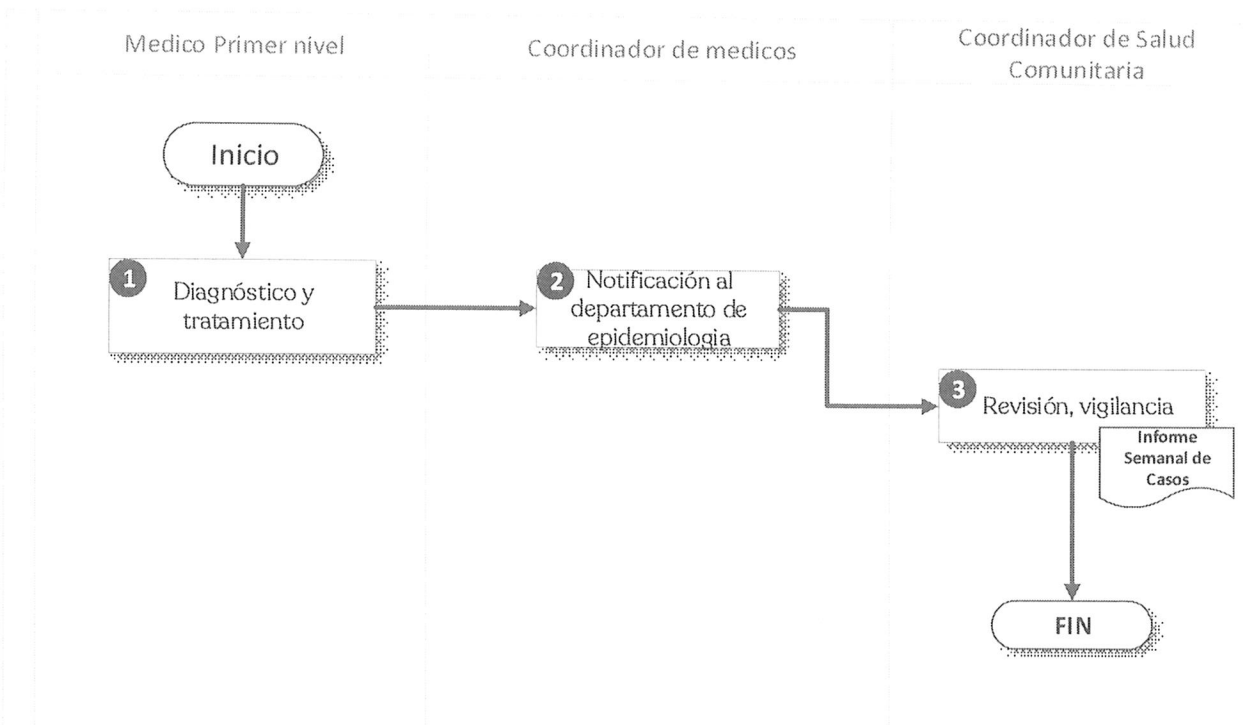 Medico Primer nível
Coordinador de medicos
Coordinador de Salud
Comunitaria
Inicio
1
Diagnóstico y
tratamiento
2
Notificación al
departamento de
epidemiologia
3
Revisión, vigilancia
Informe
Semanal de
Casos
FIN